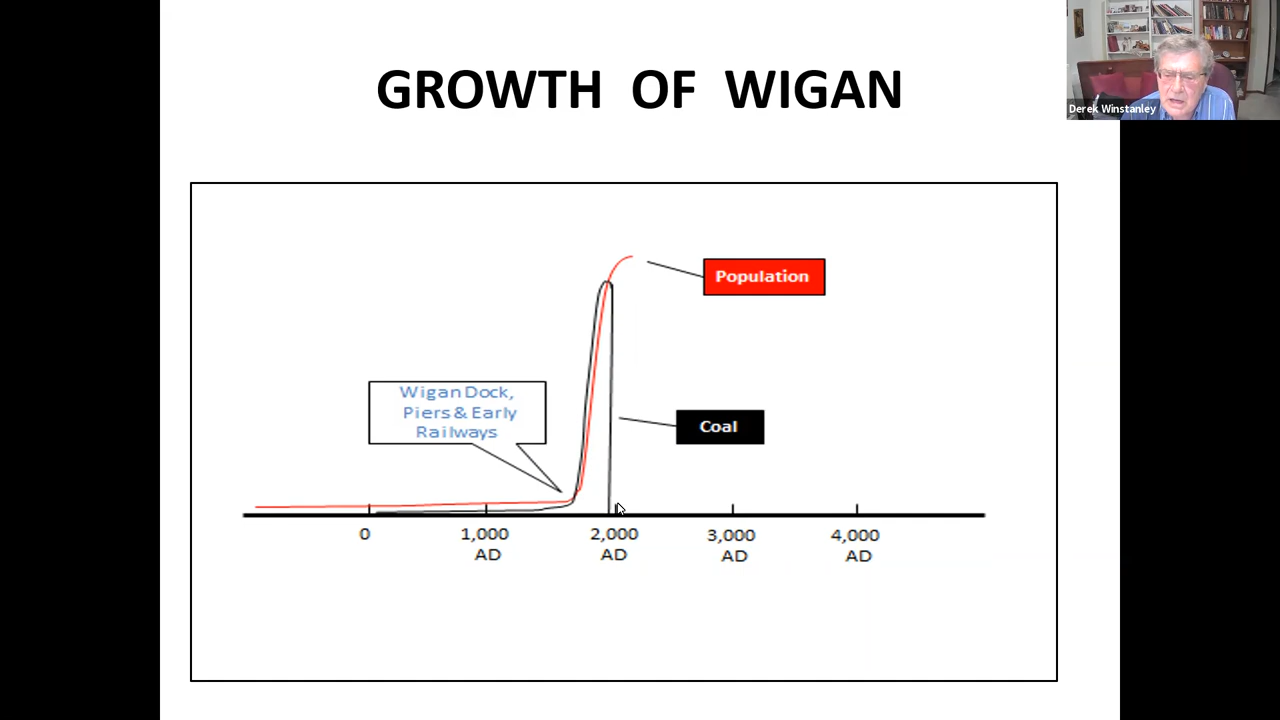 GROWTH OF WIGAN
Derek Winstanley
Population
Wigan Dock,
Piers & Early
Railways
Coal
0
1,000
AD
2,000
AD
3,000
AD
4,000
AD